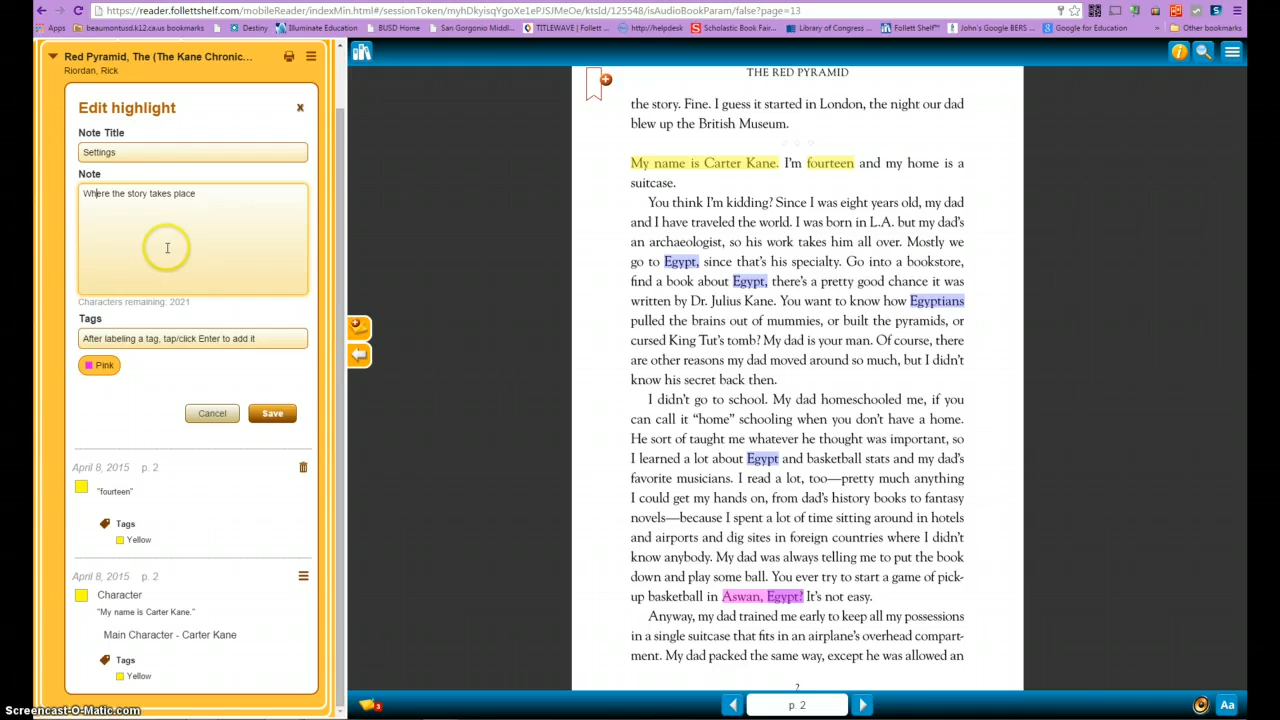 https://reader.follettshelf.com/mobileReader/indexMin.html#/sessionToken/myhDkyisqYgoXe1ePJSIJMeOc/ktsId/125548/isAudioBookParam/false?page=13
Apps
beaumontusd.k12.ca.us bookmarks
Destiny
Illuminate Education
BUSD Home
San Gorgonio Middl...
TITLEWAVE | Follett ...
http://helpdesk
Scholastic Book Fair...
Library of Congress ...
Follett Shelf™
John's Google BERS ...
Google for Education
Other bookmarks
Red Pyramid, The (The Kane Chronic...
Riordan, Rick
Edit highlight
x
Note Title
Settings
Note
Where the story takes place
Characters remaining: 2021
Tags
After labeling a tag, tap/click Enter to add it
Pink
Cancel
Save
April 8, 2015 p. 2
"fourteen"
Tags
Yellow
April 8, 2015 p. 2
Character
"My name is Carter Kane."
Main Character - Carter Kane
Tags
Yellow
THE RED PYRAMID
the story. Fine. I guess it started in London, the night our dad
blew up the British Museum.
My name is Carter Kane. I'm fourteen and my home is a
suitcase.
You think I'm kidding? Since I was eight years old, my dad
and I have traveled the world. I was born in L.A. but my dad's
an archaeologist, so his work takes him all over. Mostly we
go to Egypt, since that's his specialty. Go into a bookstore,
find a book about Egypt, there's a pretty good chance it was
written by Dr. Julius Kane. You want to know how Egyptians
pulled the brains out of mummies, or built the pyramids, or
cursed King Tut's tomb? My dad is your man. Of course, there
are other reasons my dad moved around so much, but I didn't
know his secret back then.
I didn't go to school. My dad homeschooled me, if you
can call it "home" schooling when you don't have a home.
He sort of taught me whatever he thought was important, so
I learned a lot about Egypt and basketball stats and my dad's
favorite musicians. I read a lot, too—pretty much anything
I could get my hands on, from dad's history books to fantasy
novels—because I spent a lot of time sitting around in hotels
and airports and dig sites in foreign countries where I didn't
know anybody. My dad was always telling me to put the book
down and play some ball. You ever try to start a game of pick-
up basketball in Aswan, Egypt? It's not easy.
Anyway, my dad trained me early to keep all my possessions
in a single suitcase that fits in an airplane's overhead compart-
ment. My dad packed the same way, except he was allowed an
2
3
p. 2
Aa
Screencast-O-Matic.com